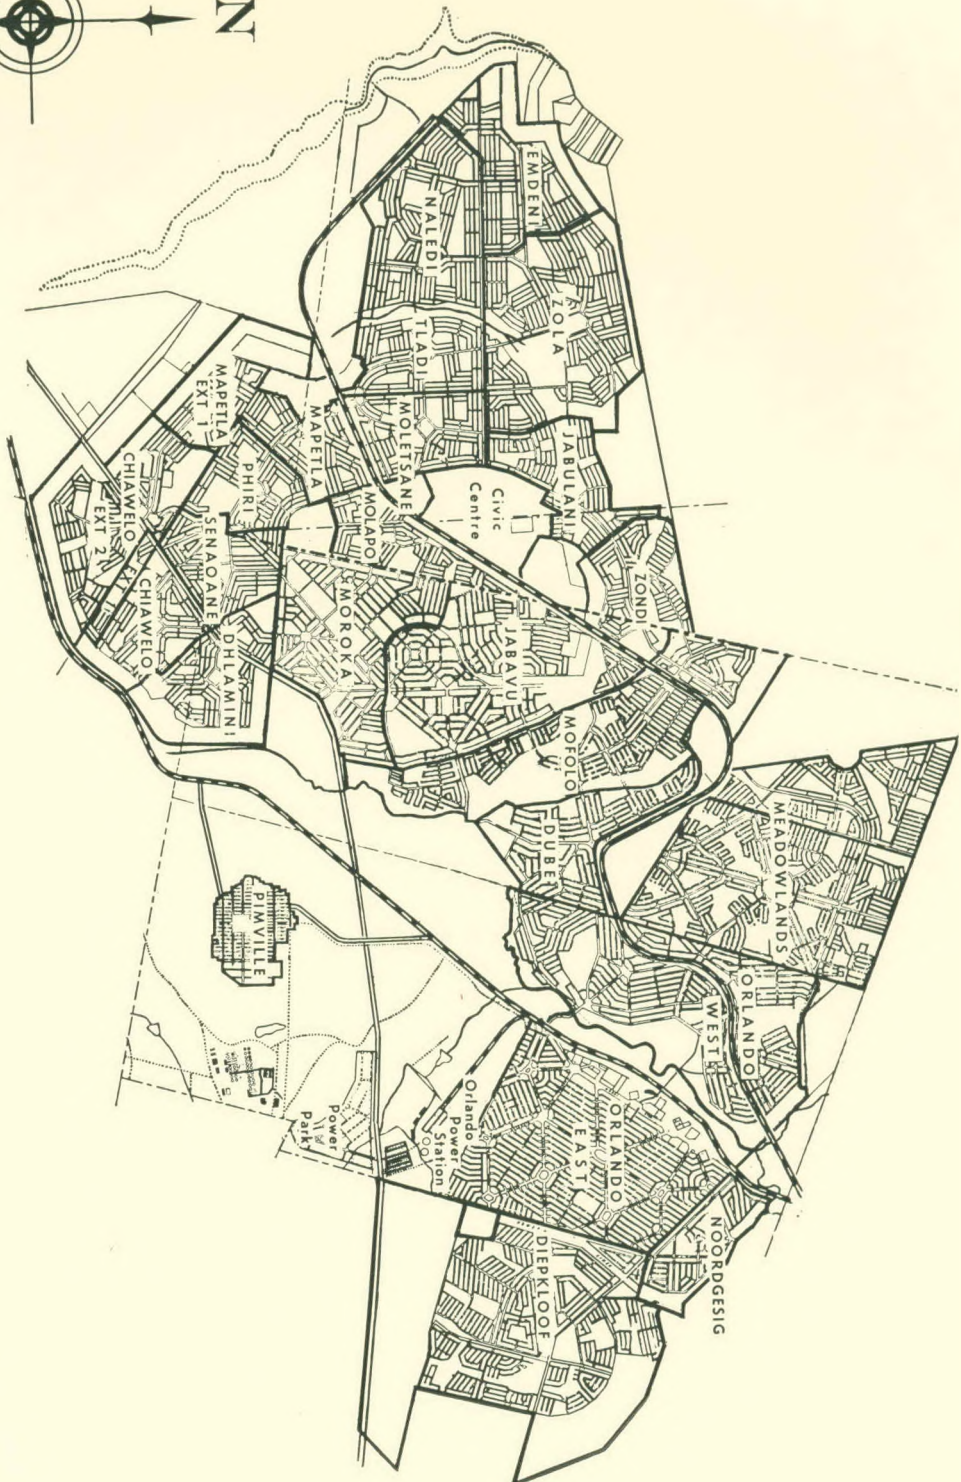 N
EMDENI
NALEDI
ZOLA
TLADI
MAPETLA
EXT 1
MAPETLA
MOLETSANE
JABULANI
CHIAWELO
EXT 2
PHIRI
SENAOANE
MOLAPO
Civic
Centre
ZONDI
CHIAWELO
DHLAMINI
MOROKA
JABAVU
MOFOLO
DUBE
MEADOWLANDS
PIMVILLE
ORLANDO
WEST
Power
Park
Orlando
Power
Station
ORLANDO
EAST
DIEPKLOOF
NOORDGESIG